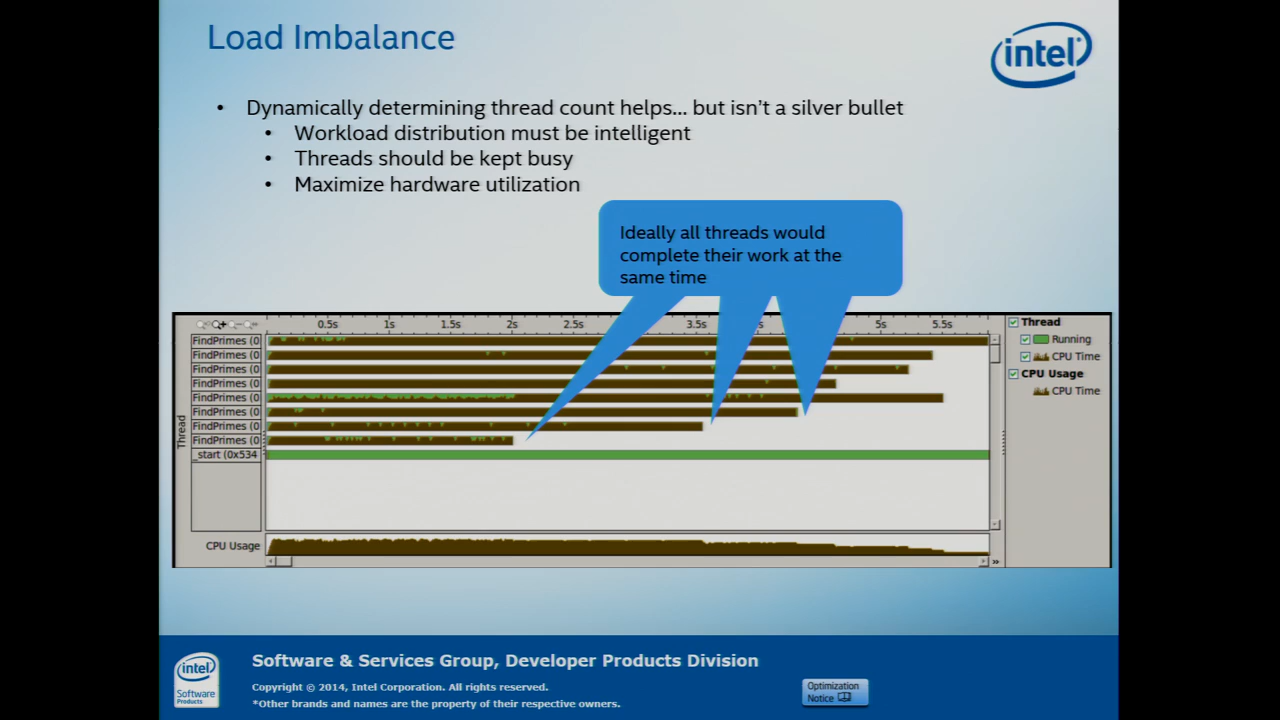 Load Imbalance
intel
• Dynamically determining thread count helps... but isn't a silver bullet
• Workload distribution must be intelligent
• Threads should be kept busy
• Maximize hardware utilization
Ideally all threads would
complete their work at the
same time
0.5s 1s 1.5s 2s 2.5s 3.5s 5s 5.5s
Thread
FindPrimes (0
FindPrimes (0
FindPrimes (0
FindPrimes (0
FindPrimes (0
FindPrimes (0
FindPrimes (0
FindPrimes (0
_start (0x534
CPU Usage
Thread
Running
CPU Time
CPU Usage
CPU Time
intel
Software
Products
Software & Services Group, Developer Products Division
Copyright © 2014, Intel Corporation. All rights reserved.
*Other brands and names are the property of their respective owners.
Optimization
Notice